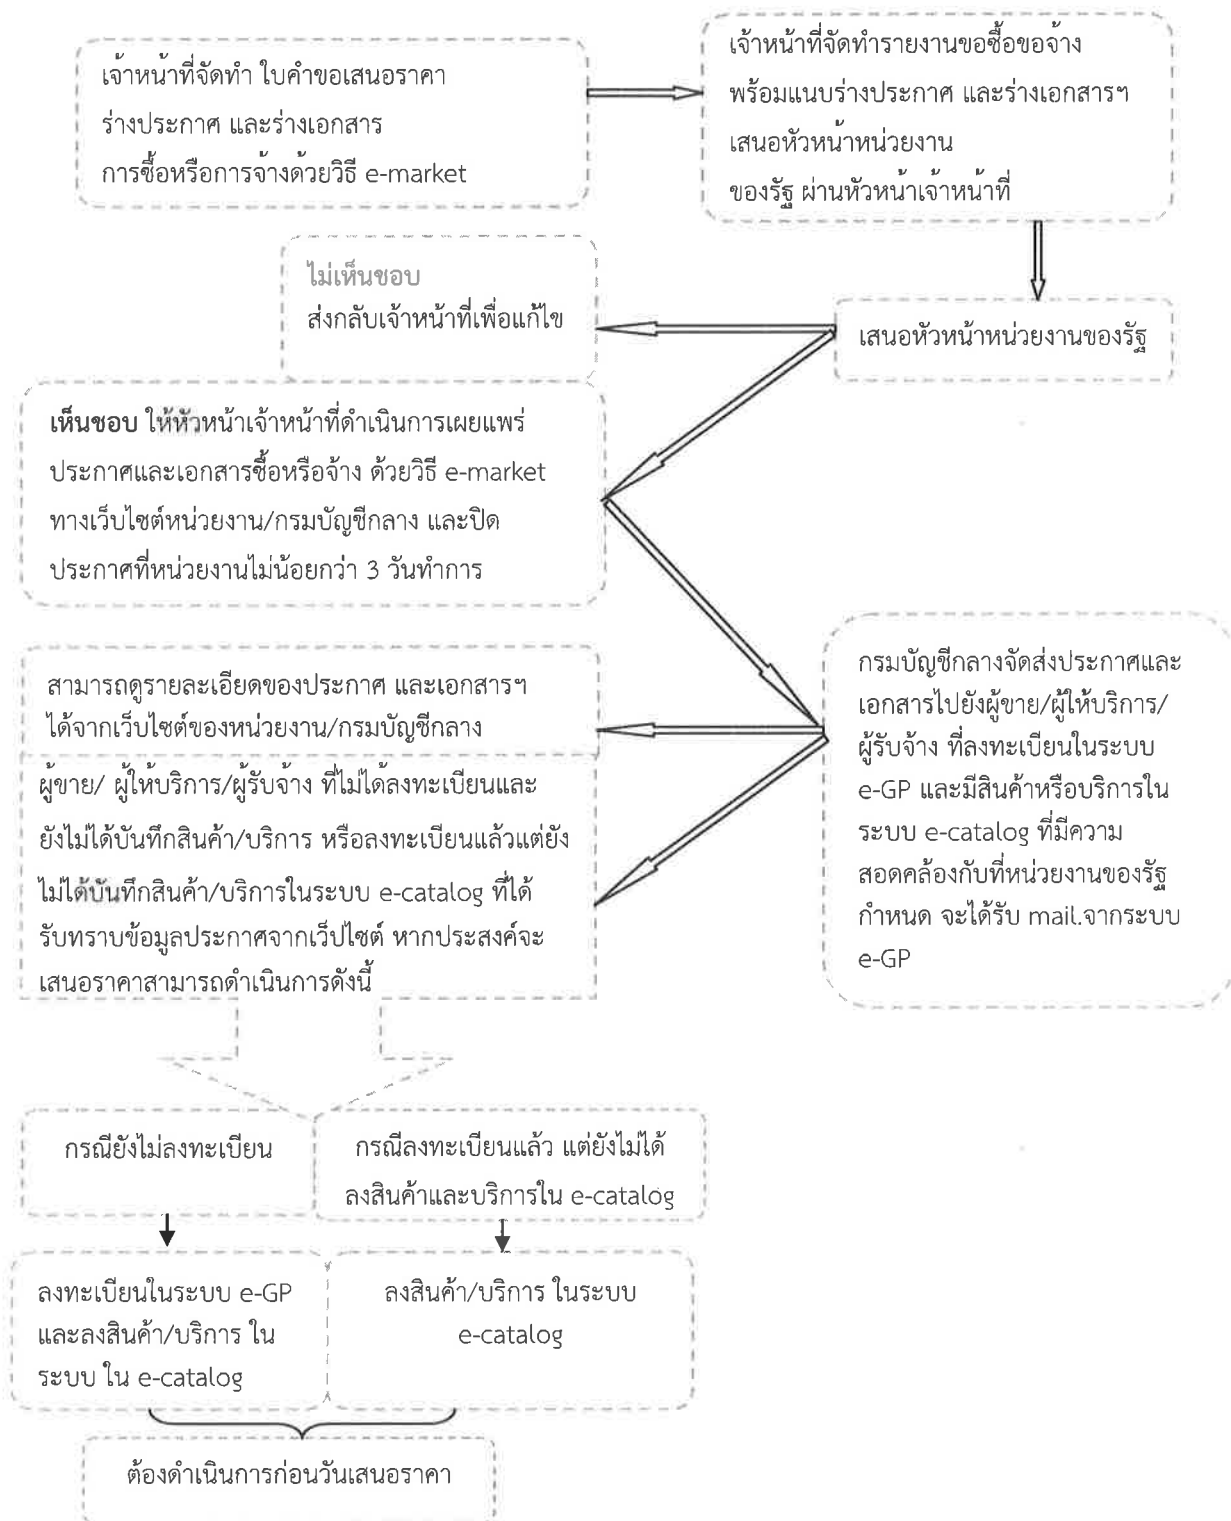 เจ้าหน้าที่จัดทำ ใบคำขอเสนอราคา
ร่างประกาศ และร่างเอกสาร
การซื้อหรือการจ้างด้วยวิธี e-market
เจ้าหน้าที่จัดทำรายงานขอซื้อขอจ้าง
พร้อมแนบร่างประกาศ และร่างเอกสารฯ
เสนอหัวหน้าหน่วยงาน
ของรัฐ ผ่านหัวหน้าเจ้าหน้าที่
ไม่เห็นชอบ
ส่งกลับเจ้าหน้าที่เพื่อแก้ไข
เสนอหัวหน้าหน่วยงานของรัฐ
เห็นชอบ ให้หัวหน้าเจ้าหน้าที่ดำเนินการเผยแพร่
ประกาศและเอกสารซื้อหรือจ้าง ด้วยวิธี e-market
ทางเว็บไซต์หน่วยงาน/กรมบัญชีกลาง และปิด
ประกาศที่หน่วยงานไม่น้อยกว่า 3 วันทำการ
สามารถดูรายละเอียดของประกาศ และเอกสารฯ
ได้จากเว็บไซต์ของหน่วยงาน/กรมบัญชีกลาง
ผู้ขาย/ ผู้ให้บริการ/ผู้รับจ้าง ที่ไม่ได้ลงทะเบียนและ
ยังไม่ได้บันทึกสินค้า/บริการ หรือลงทะเบียนแล้วแต่ยัง
ไม่ได้บันทึกสินค้า/บริการในระบบ e-catalog ที่ได้
รับทราบข้อมูลประกาศจากเว็ปไซต์ หากประสงค์จะ
เสนอราคาสามารถดำเนินการดังนี้
กรมบัญชีกลางจัดส่งประกาศและ
เอกสารไปยังผู้ขาย/ผู้ให้บริการ/
ผู้รับจ้าง ที่ลงทะเบียนในระบบ
e-GP และมีสินค้าหรือบริการใน
ระบบ e-catalog ที่มีความ
สอดคล้องกับที่หน่วยงานของรัฐ
กำหนด จะได้รับ mail.จากระบบ
e-GP
กรณียังไม่ลงทะเบียน
กรณีลงทะเบียนแล้ว แต่ยังไม่ได้
ลงสินค้าและบริการใน e-catalog
ลงทะเบียนในระบบ e-GP
และลงสินค้า/บริการ ใน
ระบบ ใน e-catalog
ลงสินค้า/บริการ ในระบบ
e-catalog
ต้องดำเนินการก่อนวันเสนอราคา